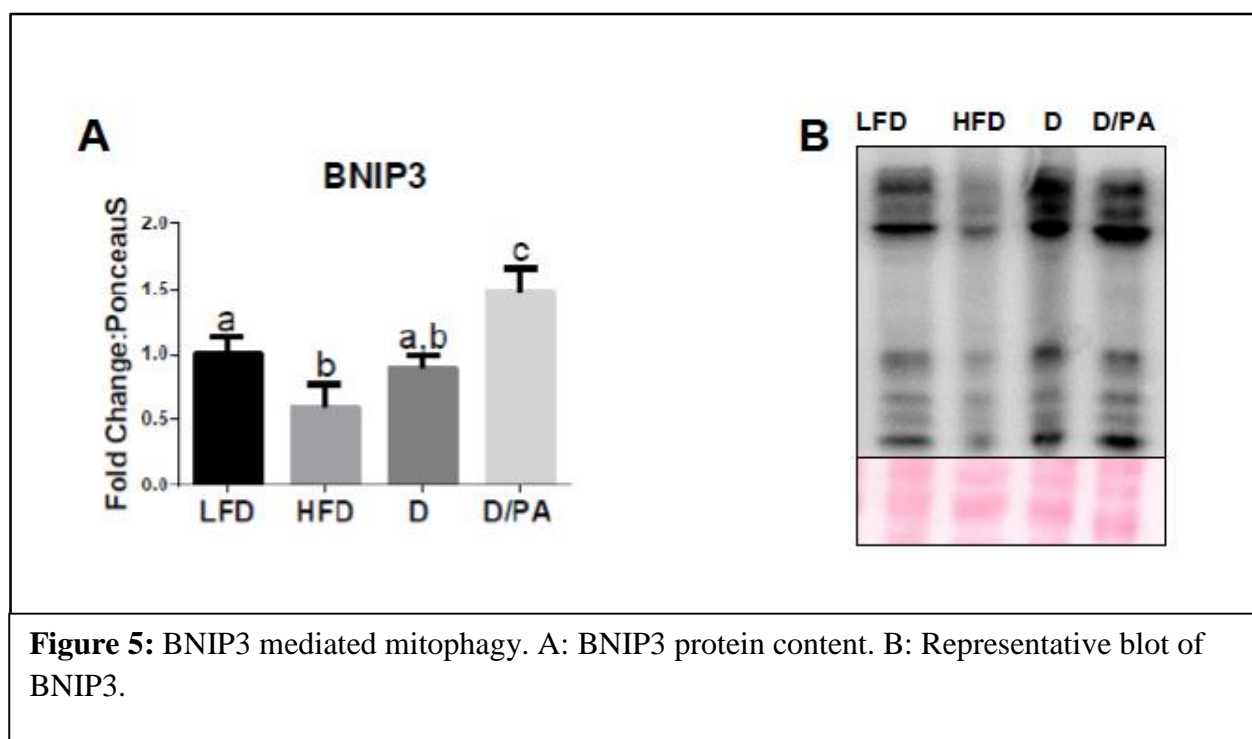 A
BNIP3
Fold Change:PonceauS
2.0
1.5
1.0
0.5
0.0
a
b
a,b
c
LFD HFD D D/PA
B
LFD HFD D D/PA
Figure 5: BNIP3 mediated mitophagy. A: BNIP3 protein content. B: Representative blot of
BNIP3.